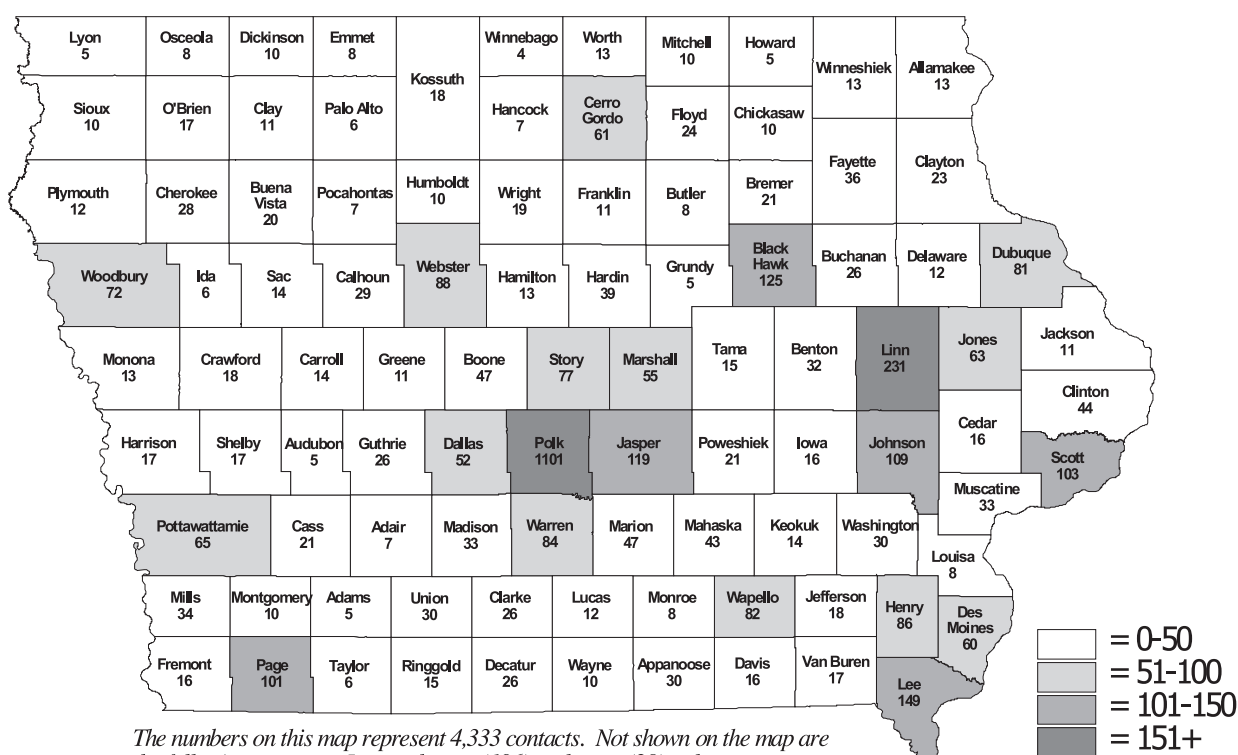 Lyon
5
Osceola
8
Dickinson
10
Emmet
8
Kossuth
18
Winnebago
4
Worth
13
Mitchell
10
Howard
5
Winneshiek
13
Allamakee
13
Sioux
10
O'Brien
17
Clay
11
Palo Alto
6
Hancock
7
Cerro
Gordo
61
Floyd
24
Chickasaw
10
Fayette
36
Clayton
23
Plymouth
12
Cherokee
28
Buena
Vista
20
Pocahontas
7
Humboldt
10
Wright
19
Franklin
11
Butler
8
Bremer
21
Woodbury
72
Ida
6
Sac
14
Calhoun
29
Webster
88
Hamilton
13
Hardin
39
Grundy
5
Black
Hawk
125
Buchanan
26
Delaware
12
Dubuque
81
Monona
13
Crawford
18
Carroll
14
Greene
11
Boone
47
Story
77
Marshall
55
Tama
15
Benton
32
Linn
231
Jones
63
Jackson
11
Clinton
44
Harrison
17
Shelby
17
Audubon
5
Guthrie
26
Dallas
52
Polk
1101
Jasper
119
Poweshiek
21
Iowa
16
Johnson
109
Cedar
16
Scott
103
Muscatine
33
Pottawattamie
65
Cass
21
Adair
7
Madison
33
Warren
84
Marion
47
Mahaska
43
Keokuk
14
Washington
30
Louisa
8
Mills
34
Montgomery
10
Adams
5
Union
30
Clarke
26
Lucas
12
Monroe
8
Wapello
82
Jefferson
18
Henry
86
Des
Moines
60
Fremont
16
Page
101
Taylor
6
Ringgold
15
Decatur
26
Wayne
10
Appanoose
30
Davis
16
Van Buren
17
Lee
149
= 0-50
= 51-100
= 101-150
= 151+
The numbers on this map represent 4,333 contacts. Not shown on the map are